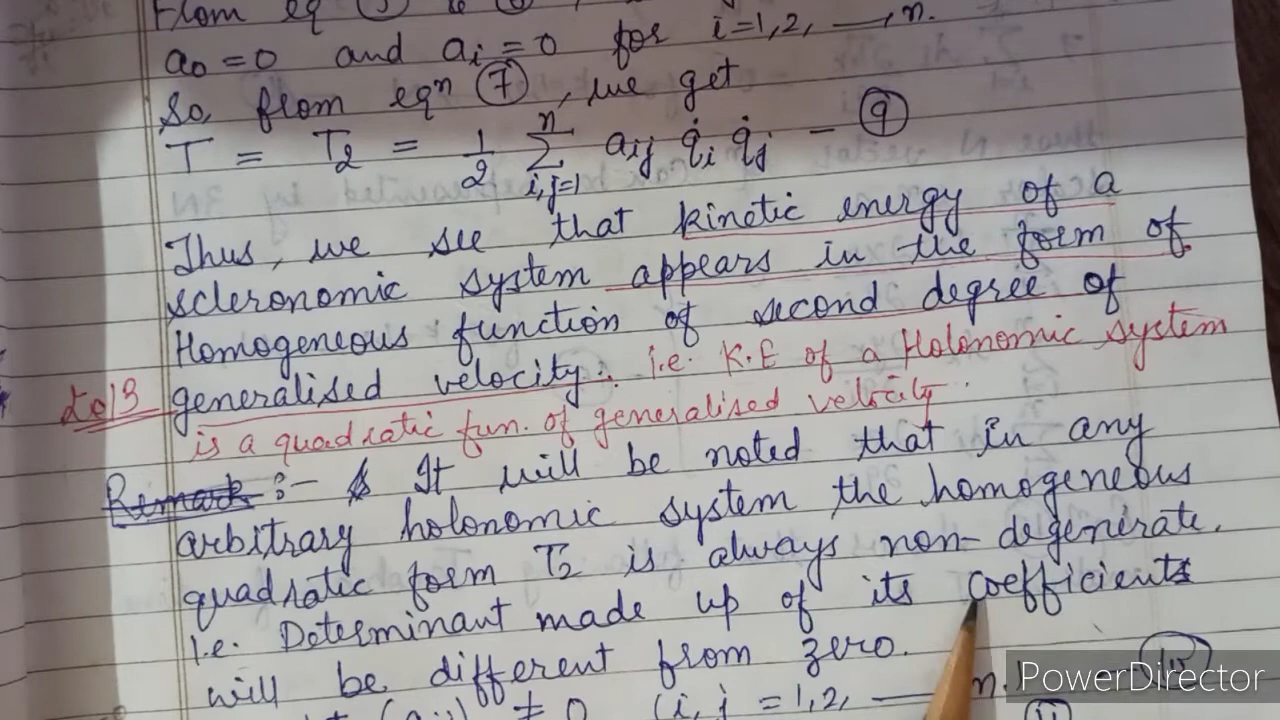 From eq
a₀ = 0 and aᵢ = 0 for i=1,2, —, n.
So, from eqⁿ ⑦, we get
T = T₂ = 1/2 Σ aᵢⱼ q̇ᵢ q̇ⱼ — ⑨
n
i,j=1
Thus, we see that kinetic energy of a
scleronomic system appears in the form of
Homogeneous function of second degree of
generalised velocity. i.e. K.E of a Holonomic system
is a quadratic fun. of generalised velocity.
2013
Remark :- It will be noted that in any
arbitrary holonomic system the homogeneous
quadratic form T₂ is always non-degenerate.
i.e. Determinant made up of its coefficients
will be different from zero.
(aᵢⱼ) ≠ 0 (i, j = 1,2, — n.)
PowerDirector